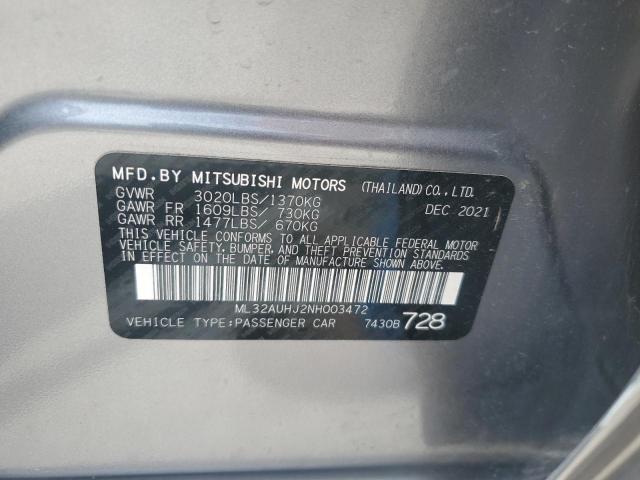 MFD.BY MITSUBISHI MOTORS (THAILAND)CO.,LTD.
GVWR 3020LBS/1370KG DEC 2021
GAWR FR 1609LBS/ 730KG
GAWR RR 1477LBS/ 670KG
THIS VEHICLE CONFORMS TO ALL APPLICABLE FEDERAL MOTOR
VEHICLE SAFETY, BUMPER, AND THEFT PREVENTION STANDARDS
IN EFFECT ON THE DATE OF MANUFACTURE SHOWN ABOVE.
ML32AUHJ2NH003472
VEHICLE TYPE:PASSENGER CAR 7430B 728